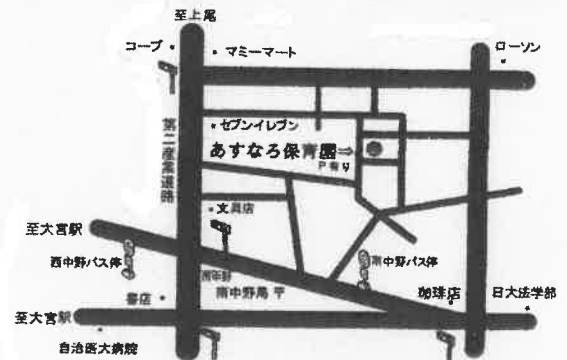 至上尾
コープ
マミーマート
ローソン
第二産業道路
セブンイレブン
あすなろ保育園⇒
P有り
文具店
至大宮駅
西中野バス停
南中野
南中野局〒
南中野バス停
書店
珈琲店
日大法学部
至大宮駅
自治医大病院